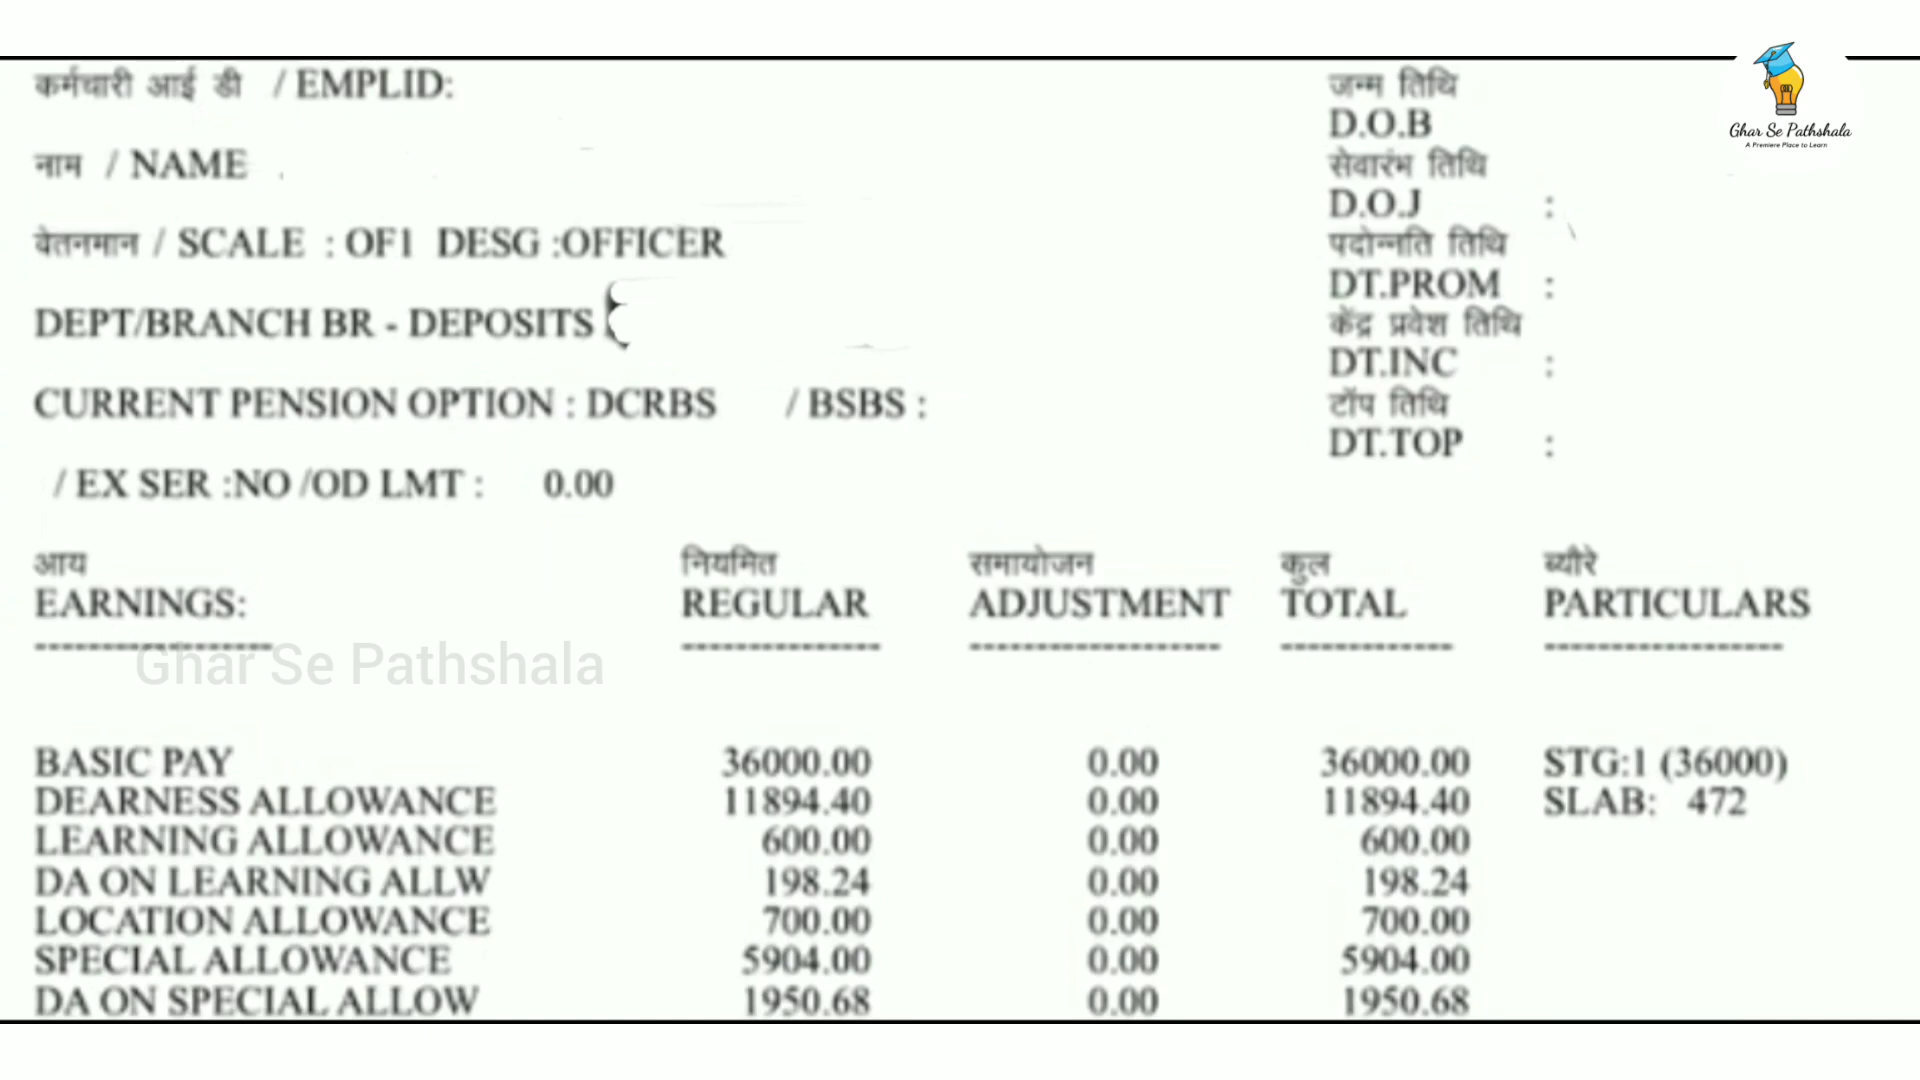 कर्मचारी आई डी / EMPLID:
नाम / NAME
वेतनमान / SCALE : OF1 DESG :OFFICER
DEPT/BRANCH BR - DEPOSITS
CURRENT PENSION OPTION : DCRBS / BSBS :
/ EX SER :NO /OD LMT : 0.00
जन्म तिथि
D.O.B
सेवारंभ तिथि
D.O.J :
पदोन्नति तिथि
DT.PROM :
केंद्र प्रवेश तिथि
DT.INC :
टॉप तिथि
DT.TOP :
Ghar Se Pathshala
A Premiere Place to Learn
आय नियमित समायोजन कुल ब्यौरे
EARNINGS: REGULAR ADJUSTMENT TOTAL PARTICULARS
Ghar Se Pathshala
BASIC PAY 36000.00 0.00 36000.00 STG:1 (36000)
DEARNESS ALLOWANCE 11894.40 0.00 11894.40 SLAB: 472
LEARNING ALLOWANCE 600.00 0.00 600.00
DA ON LEARNING ALLW 198.24 0.00 198.24
LOCATION ALLOWANCE 700.00 0.00 700.00
SPECIAL ALLOWANCE 5904.00 0.00 5904.00
DA ON SPECIAL ALLOW 1950.68 0.00 1950.68